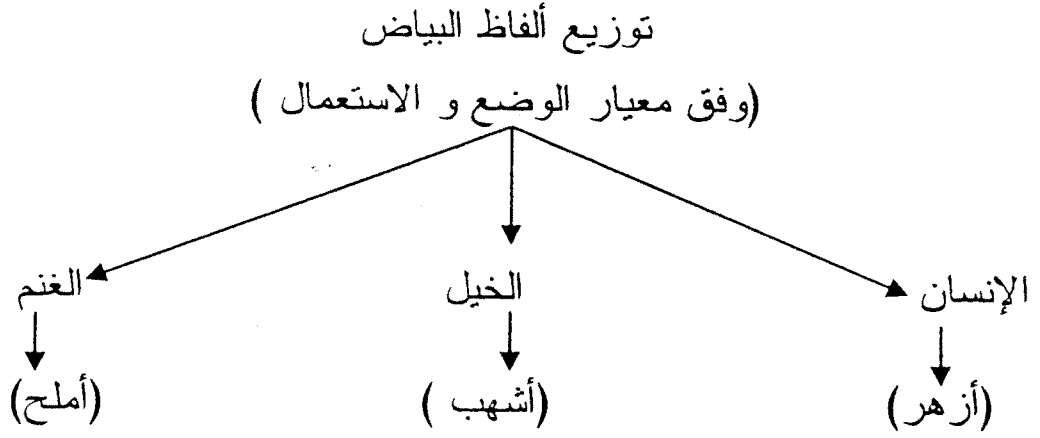 توزيع ألفاظ البياض
(وفق معيار الوضع و الاستعمال )
الإنسان الخيل الغنم
(أزهر) (أشهب ) (أملح)